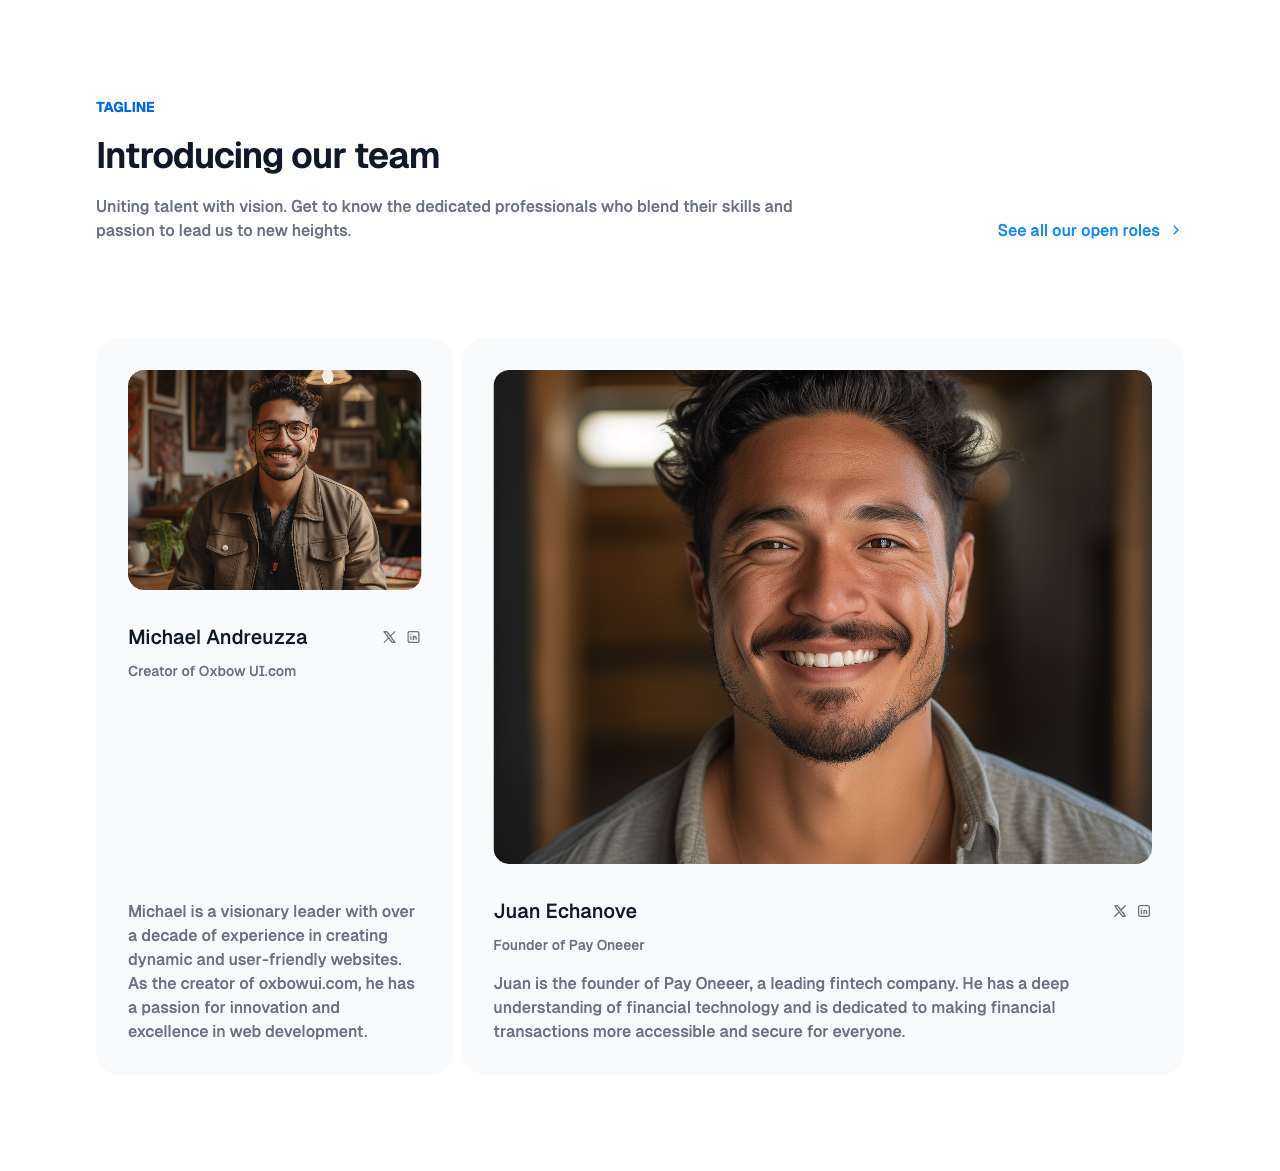 TAGLINE
Introducing our team
Uniting talent with vision. Get to know the dedicated professionals who blend their skills and
passion to lead us to new heights.
See all our open roles
Michael Andreuzza
Creator of Oxbow UI.com
Michael is a visionary leader with over
a decade of experience in creating
dynamic and user-friendly websites.
As the creator of oxbowui.com, he has
a passion for innovation and
excellence in web development.
Juan Echanove
Founder of Pay Oneeer
Juan is the founder of Pay Oneeer, a leading fintech company. He has a deep
understanding of financial technology and is dedicated to making financial
transactions more accessible and secure for everyone.